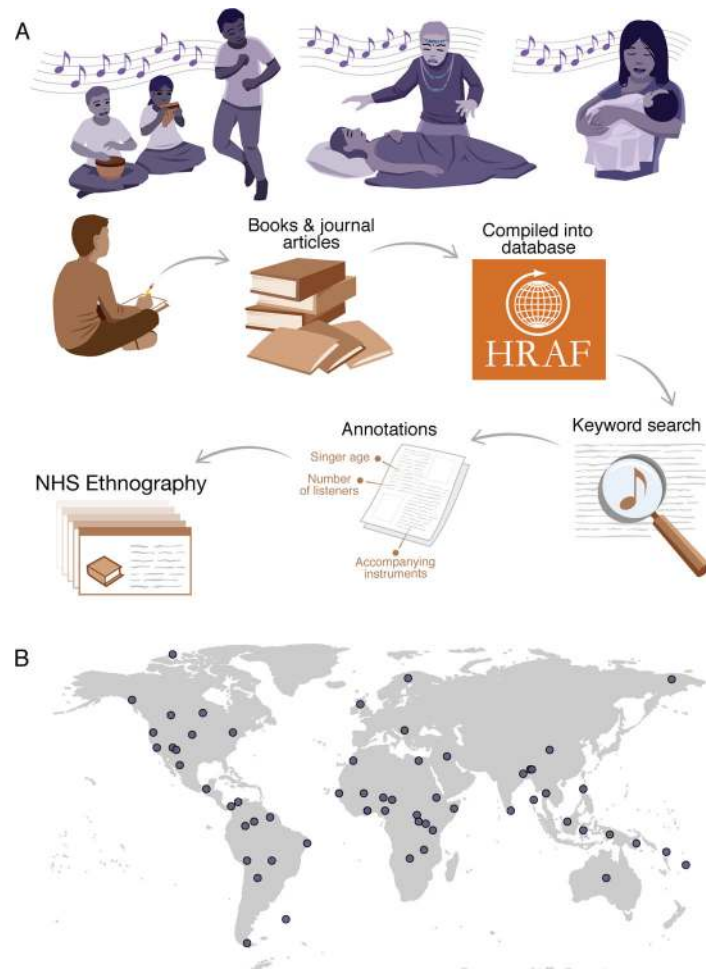 A
Books & journal
articles
Compiled into
database
HRAF
Keyword search
Annotations
Singer age
Number
of listeners
Accompanying
instruments
NHS Ethnography
B